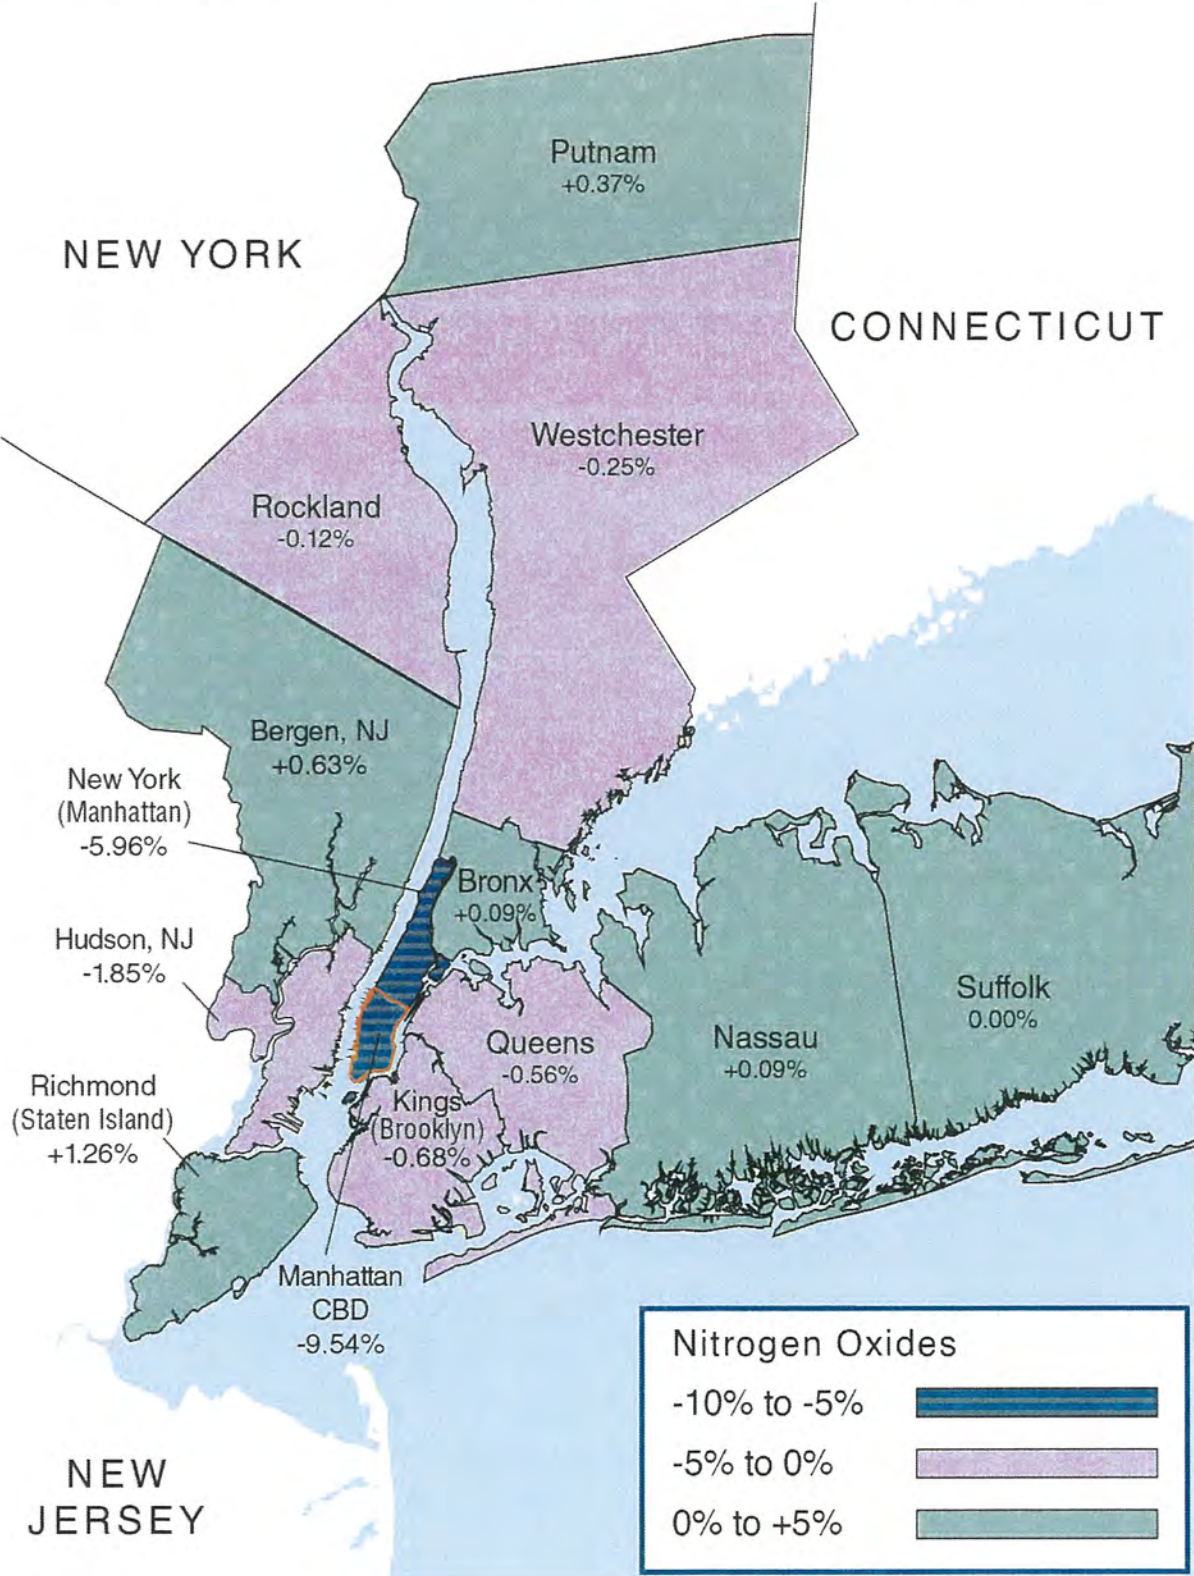 Putnam
+0.37%
NEW YORK
CONNECTICUT
Westchester
-0.25%
Rockland
-0.12%
Bergen, NJ
+0.63%
New York
(Manhattan)
-5.96%
Bronx
+0.09%
Hudson, NJ
-1.85%
Suffolk
0.00%
Queens
-0.56%
Nassau
+0.09%
Richmond
(Staten Island)
+1.26%
Kings
(Brooklyn)
-0.68%
Manhattan
CBD
-9.54%
NEW
JERSEY
Nitrogen Oxides
-10% to -5%
-5% to 0%
0% to +5%